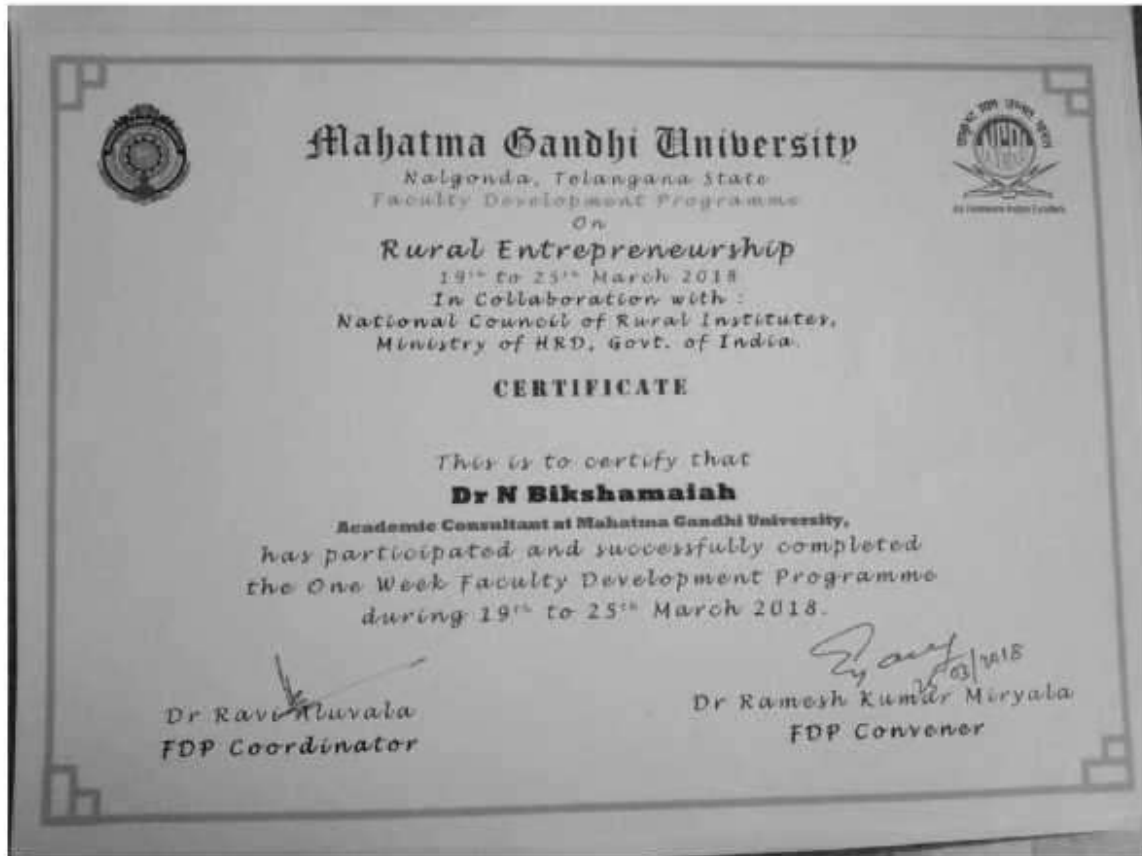 Mahatma Gandhi University
Nalgonda, Telangana State
Faculty Development Programme
On
Rural Entrepreneurship
19th to 25th March 2018
In Collaboration with :
National Council of Rural Institutes,
Ministry of HRD, Govt. of India.
CERTIFICATE
This is to certify that
Dr N Bikshamaiah
Academic Consultant at Mahatma Gandhi University,
has participated and successfully completed
the One Week Faculty Development Programme
during 19th to 25th March 2018.
03/2018
Dr Ravi Aluvala
FDP Coordinator
Dr Ramesh Kumar Miryala
FDP Convener